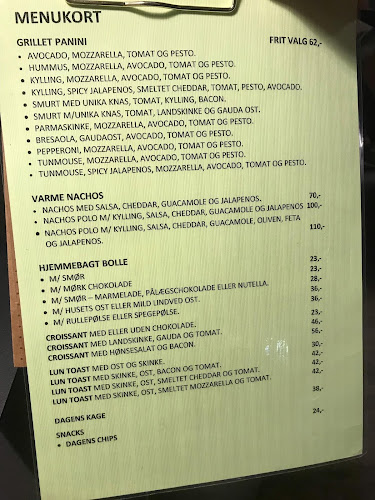 MENUKORT
GRILLET PANINI FRIT VALG 62,-
• AVOCADO, MOZZARELLA, TOMAT OG PESTO.
• HUMMUS, MOZZARELLA, AVOCADO, TOMAT OG PESTO.
• KYLLING, MOZZARELLA, AVOCADO, TOMAT OG PESTO.
• KYLLING, SPICY JALAPENOS, SMELTET CHEDDAR, TOMAT, PESTO, AVOCADO.
• SMURT MED UNIKA KNAS, TOMAT, KYLLING, BACON.
• SMURT M/UNIKA KNAS, TOMAT, LANDSKINKE OG GAUDA OST.
• PARMASKINKE, MOZZARELLA, AVOCADO, TOMAT OG PESTO.
• BRESAOLA, GAUDAOST, AVOCADO, TOMAT OG PESTO.
• PEPPERONI, MOZZARELLA, AVOCADO, TOMAT OG PESTO.
• TUNMOUSE, MOZZARELLA, AVOCADO, TOMAT OG PESTO.
• TUNMOUSE, SPICY JALAPENOS, MOZZARELLA, AVOCADO, TOMAT OG PESTO.
VARME NACHOS
• NACHOS MED SALSA, CHEDDAR, GUACAMOLE OG JALAPENOS. 70,-
• NACHOS POLO M/ KYLLING, SALSA, CHEDDAR, GUACAMOLE OG JALAPENOS 100,-
• NACHOS POLO M/ KYLLING, SALSA, CHEDDAR, GUACAMOLE, OLIVEN, FETA 110,-
OG JALAPENOS.
HJEMMEBAGT BOLLE
• M/ SMØR 23,-
• M/ MØRK CHOKOLADE 23,-
• M/ SMØR – MARMELADE, PÅLÆGSCHOKOLADE ELLER NUTELLA. 28,-
• M/ HUSETS OST ELLER MILD LINDVED OST. 36,-
• M/ RULLEPØLSE ELLER SPEGEPØLSE. 36,-
CROISSANT MED ELLER UDEN CHOKOLADE. 23,-
CROISSANT MED LANDSKINKE, GAUDA OG TOMAT. 46,-
CROISSANT MED HØNSESALAT OG BACON. 56,-
LUN TOAST MED OST OG SKINKE. 30,-
LUN TOAST MED SKINKE, OST, BACON OG TOMAT. 42,-
LUN TOAST MED SKINKE, OST, SMELTET CHEDDAR OG TOMAT. 42,-
LUN TOAST MED SKINKE, OST, SMELTET MOZZARELLA OG TOMAT. 42,-
DAGENS KAGE 38,-
SNACKS
• DAGENS CHIPS 24,-